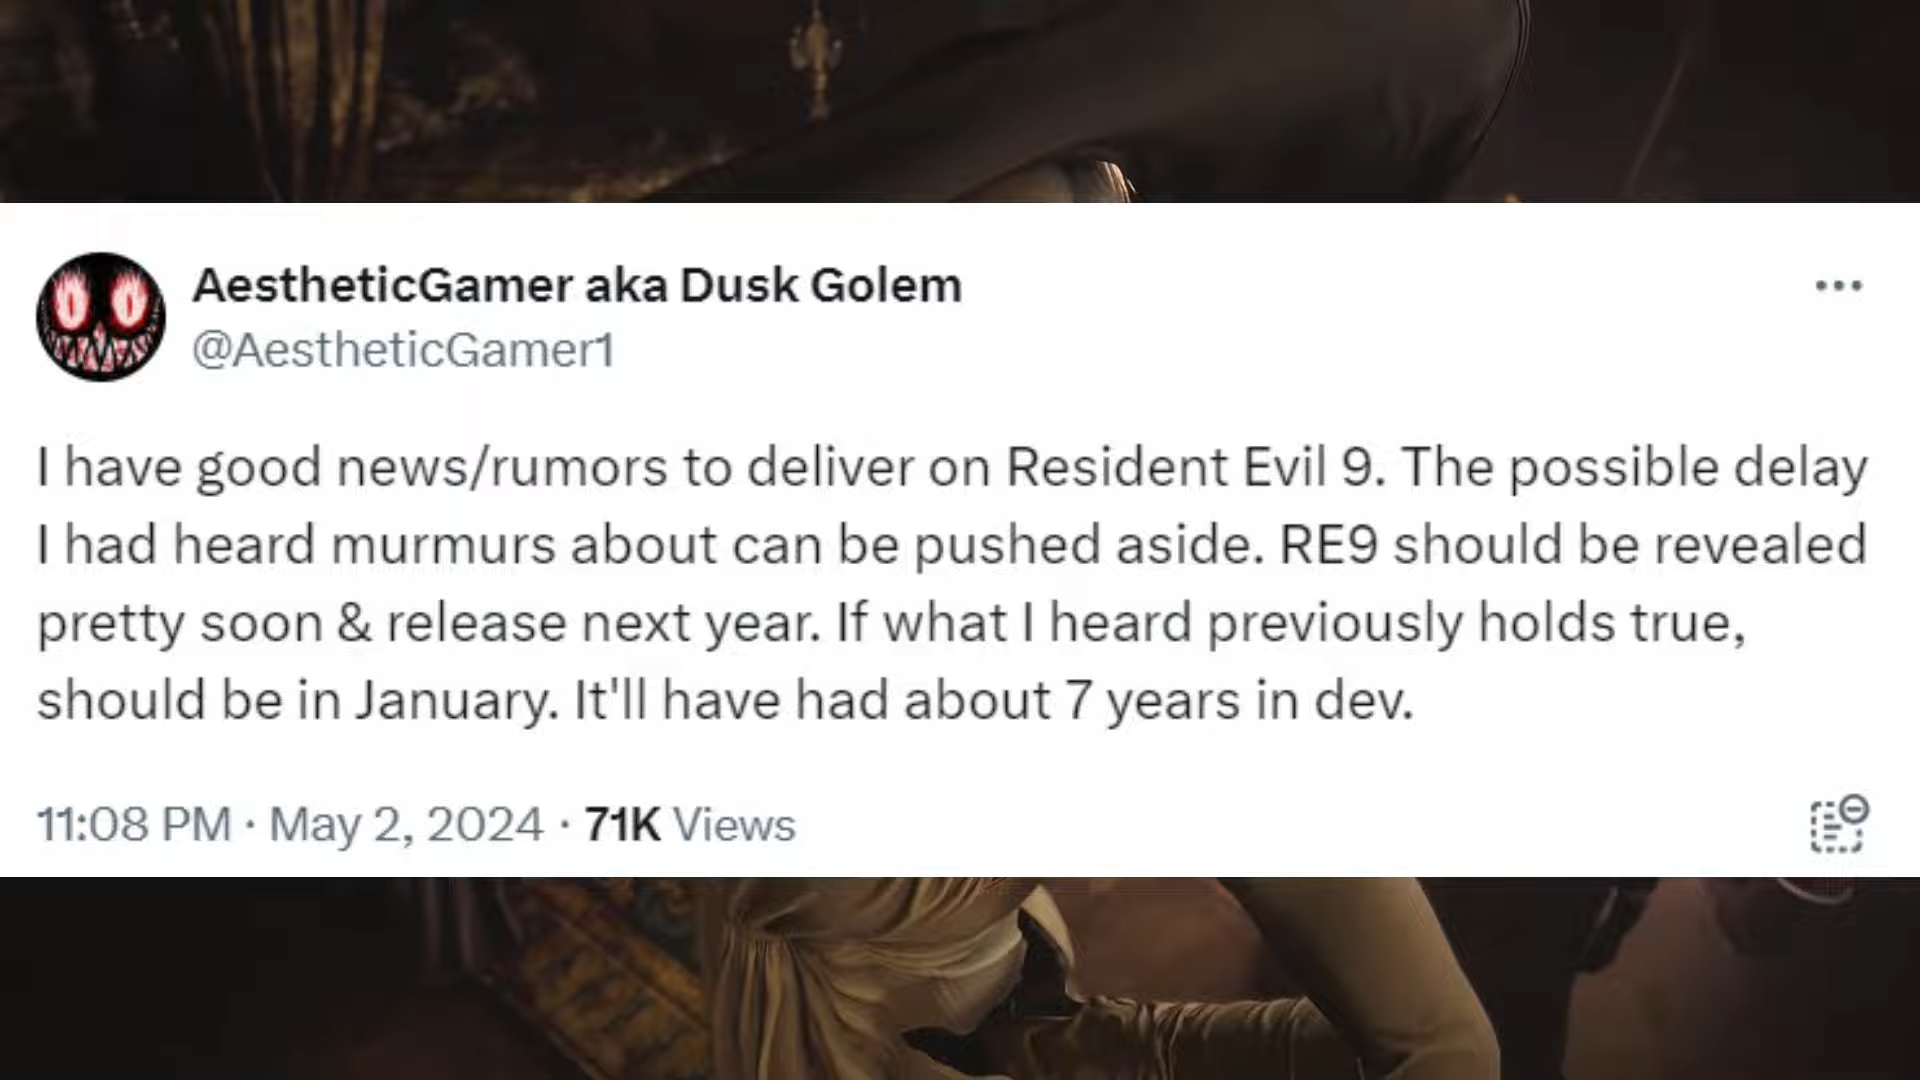 AestheticGamer aka Dusk Golem
@AestheticGamer1
I have good news/rumors to deliver on Resident Evil 9. The possible delay
I had heard murmurs about can be pushed aside. RE9 should be revealed
pretty soon & release next year. If what I heard previously holds true,
should be in January. It'll have had about 7 years in dev.
11:08 PM · May 2, 2024 · 71K Views